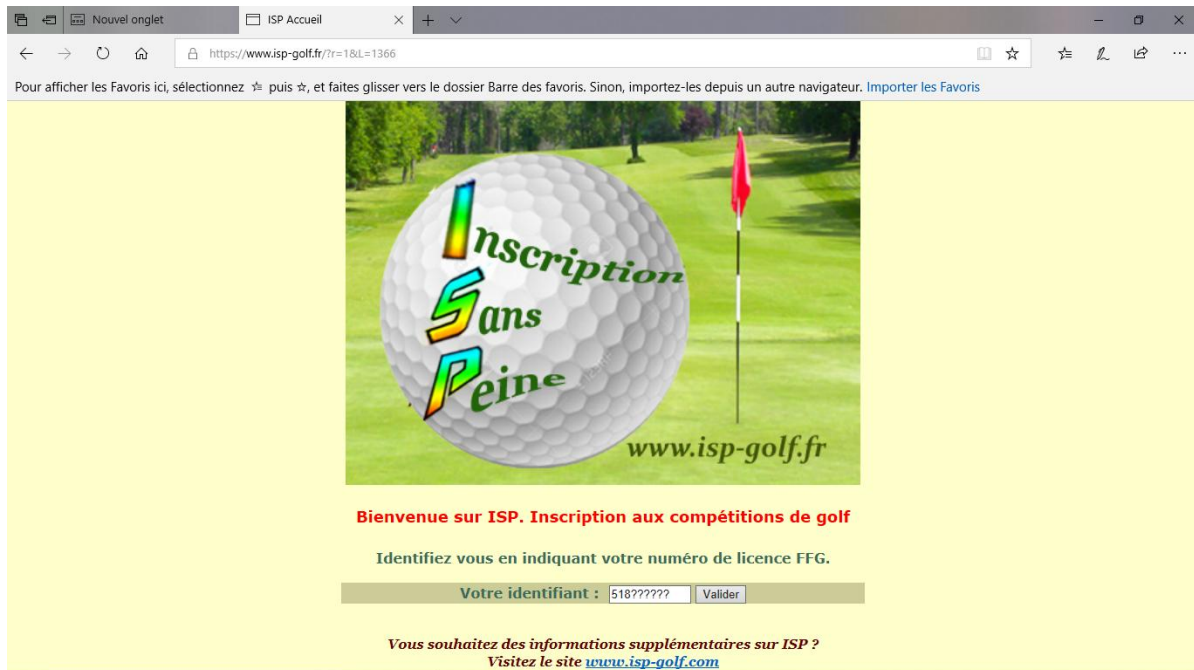 Nouvel onglet
ISP Accueil
https://www.isp-golf.fr/?r=1&L=1366
Pour afficher les Favoris ici, sélectionnez ☆ puis ☆, et faites glisser vers le dossier Barre des favoris. Sinon, importez-les depuis un autre navigateur. Importer les Favoris
Inscription
Sans
Peine
www.isp-golf.fr
Bienvenue sur ISP. Inscription aux compétitions de golf
Identifiez vous en indiquant votre numéro de licence FFG.
Votre identifiant : 518?????? Valider
Vous souhaitez des informations supplémentaires sur ISP ?
Visitez le site www.isp-golf.com